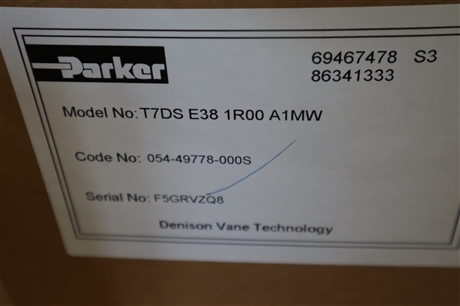 Parker
69467478 S3
86341333
Model No: T7DS E38 1R00 A1MW
Code No: 054-49778-000S
Serial No: F5GRVZQ8
Denison Vane Technology